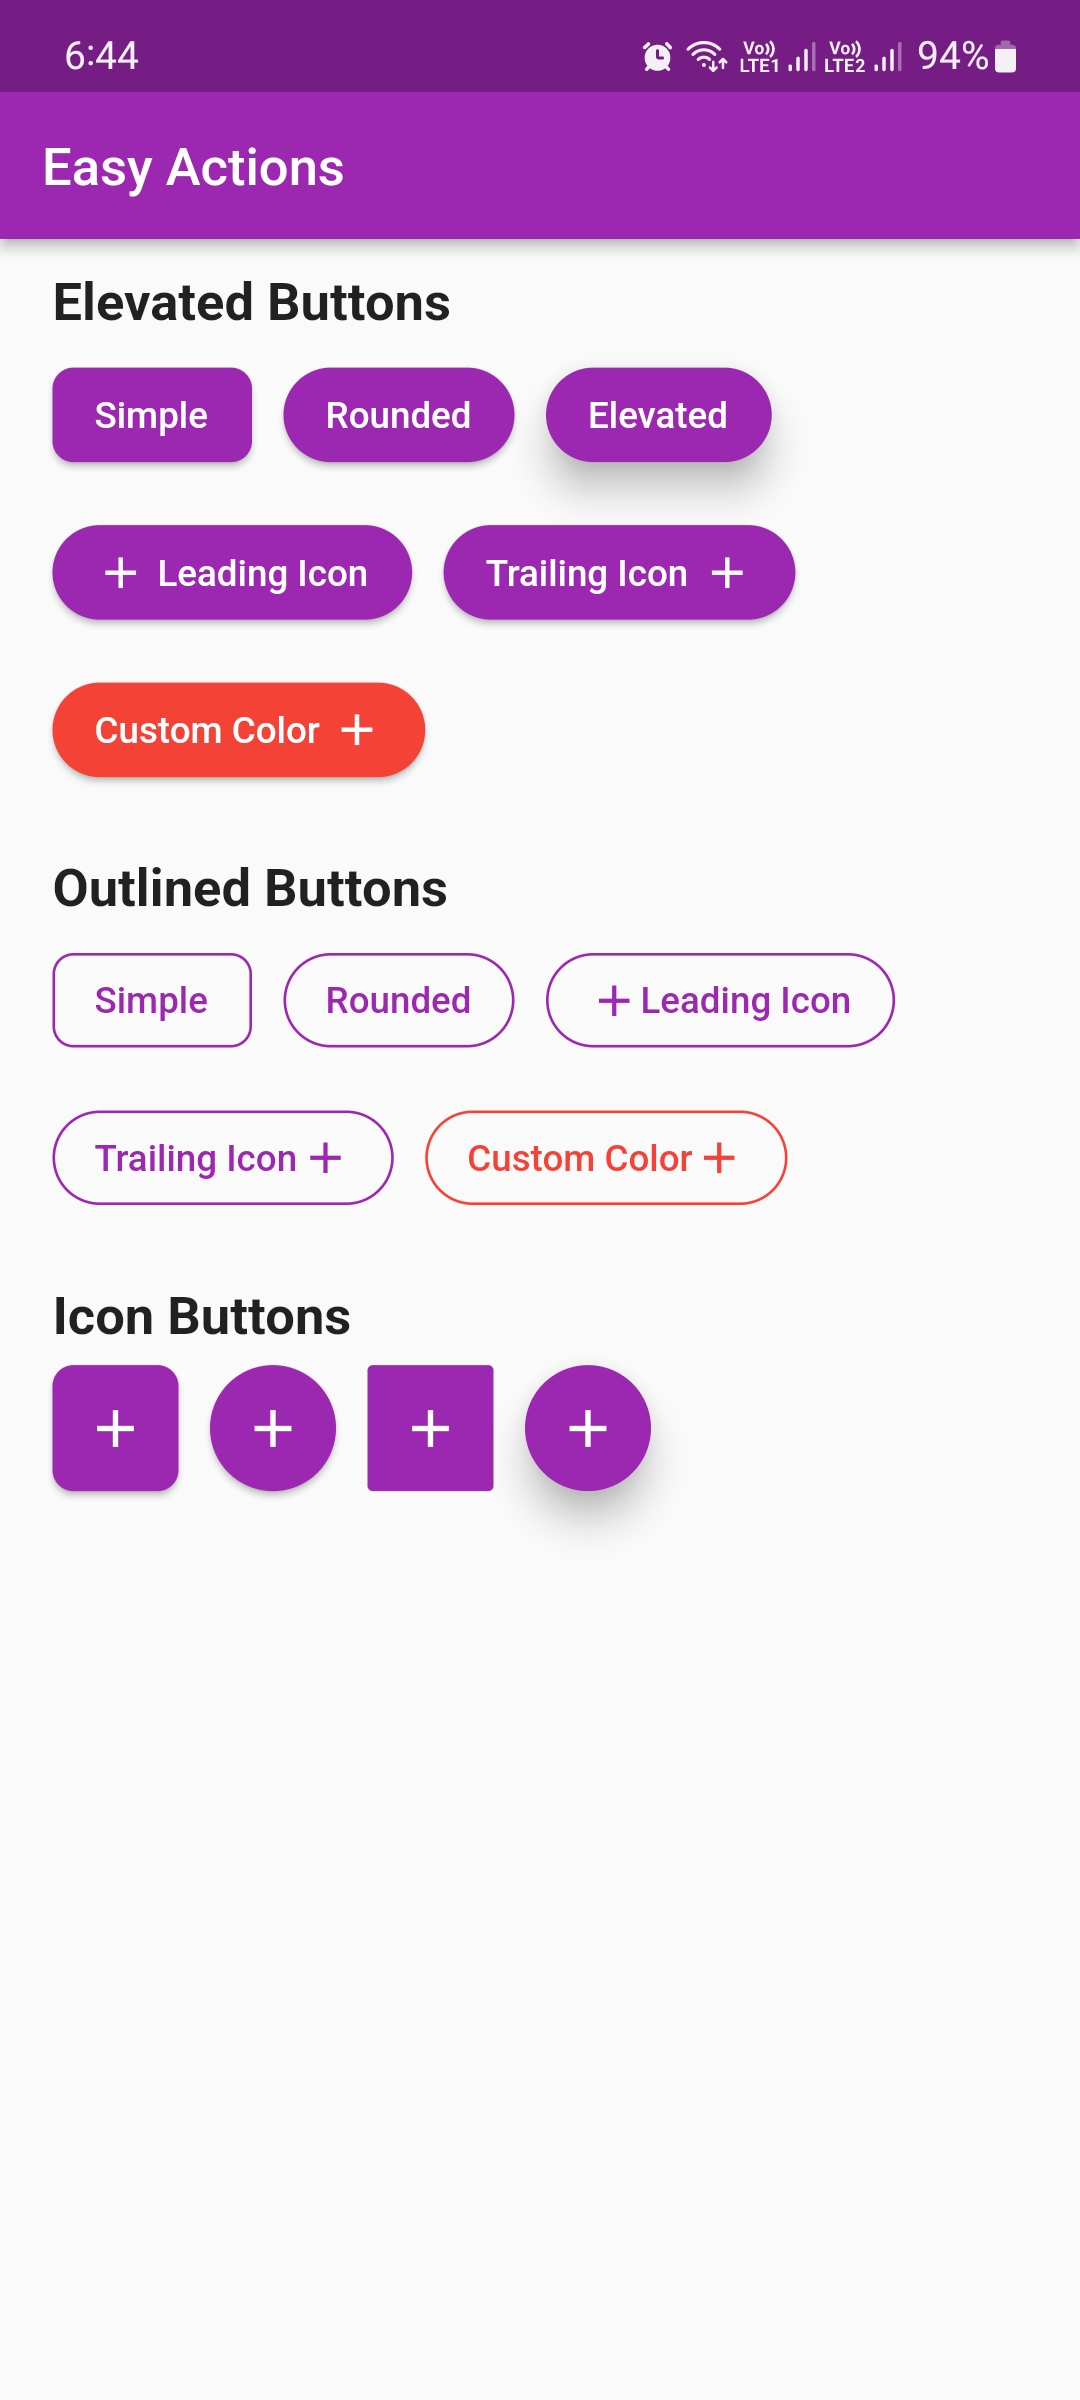 6:44 Vo)) LTE1 Vo)) LTE2 94%
Easy Actions
Elevated Buttons
Simple Rounded Elevated
+ Leading Icon Trailing Icon +
Custom Color +
Outlined Buttons
Simple Rounded + Leading Icon
Trailing Icon + Custom Color +
Icon Buttons
+ + + +